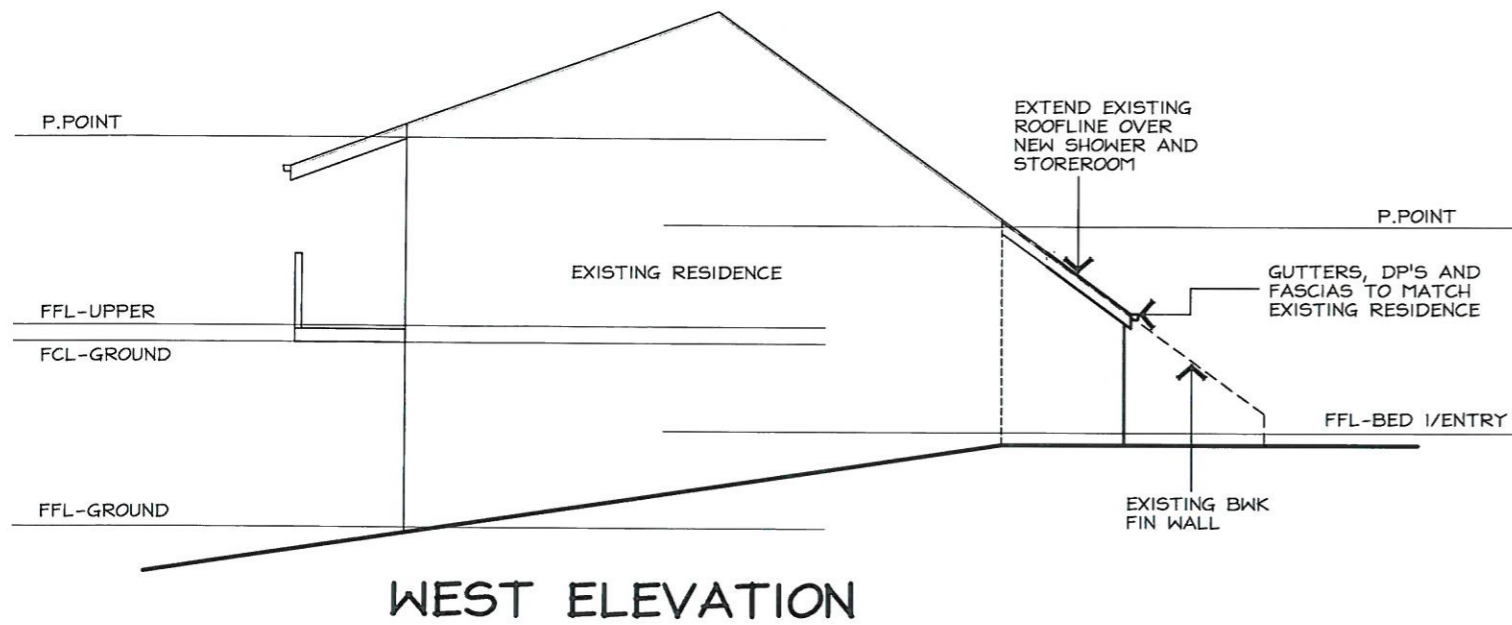 P.POINT
EXTEND EXISTING
ROOFLINE OVER
NEW SHOWER AND
STOREROOM
P.POINT
EXISTING RESIDENCE
GUTTERS, DP'S AND
FASCIAS TO MATCH
EXISTING RESIDENCE
FFL-UPPER
FCL-GROUND
FFL-BED 1/ENTRY
EXISTING BWK
FIN WALL
FFL-GROUND
WEST ELEVATION